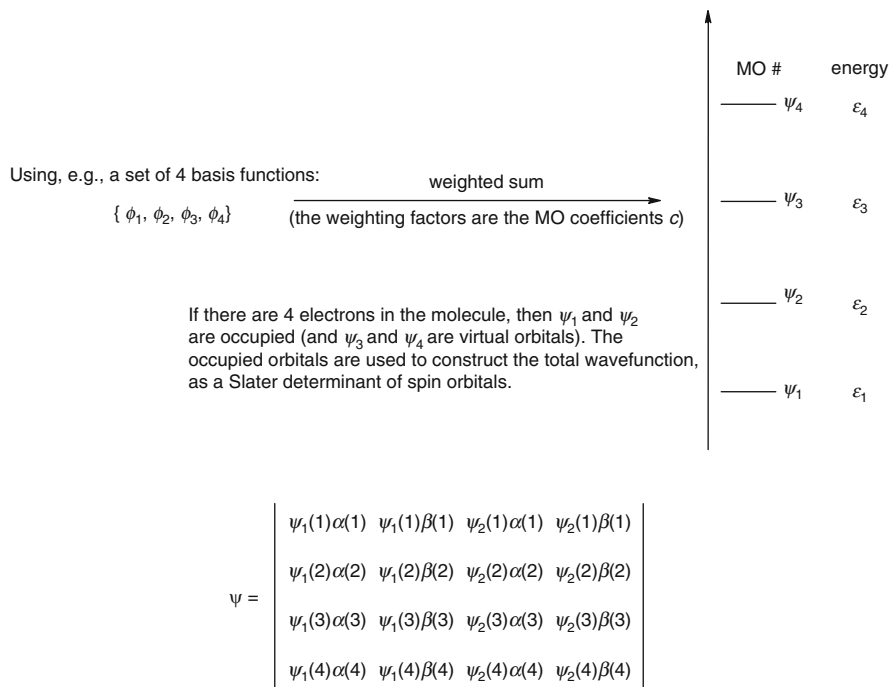 MO # energy
ψ4 ε4
Using, e.g., a set of 4 basis functions:
{ ϕ1, ϕ2, ϕ3, ϕ4}
weighted sum
(the weighting factors are the MO coefficients c)
ψ3 ε3
If there are 4 electrons in the molecule, then ψ1 and ψ2
are occupied (and ψ3 and ψ4 are virtual orbitals). The
occupied orbitals are used to construct the total wavefunction,
as a Slater determinant of spin orbitals.
ψ2 ε2
ψ1 ε1
ψ =
ψ1(1)α(1) ψ1(1)β(1) ψ2(1)α(1) ψ2(1)β(1)
ψ1(2)α(2) ψ1(2)β(2) ψ2(2)α(2) ψ2(2)β(2)
ψ1(3)α(3) ψ1(3)β(3) ψ2(3)α(3) ψ2(3)β(3)
ψ1(4)α(4) ψ1(4)β(4) ψ2(4)α(4) ψ2(4)β(4)